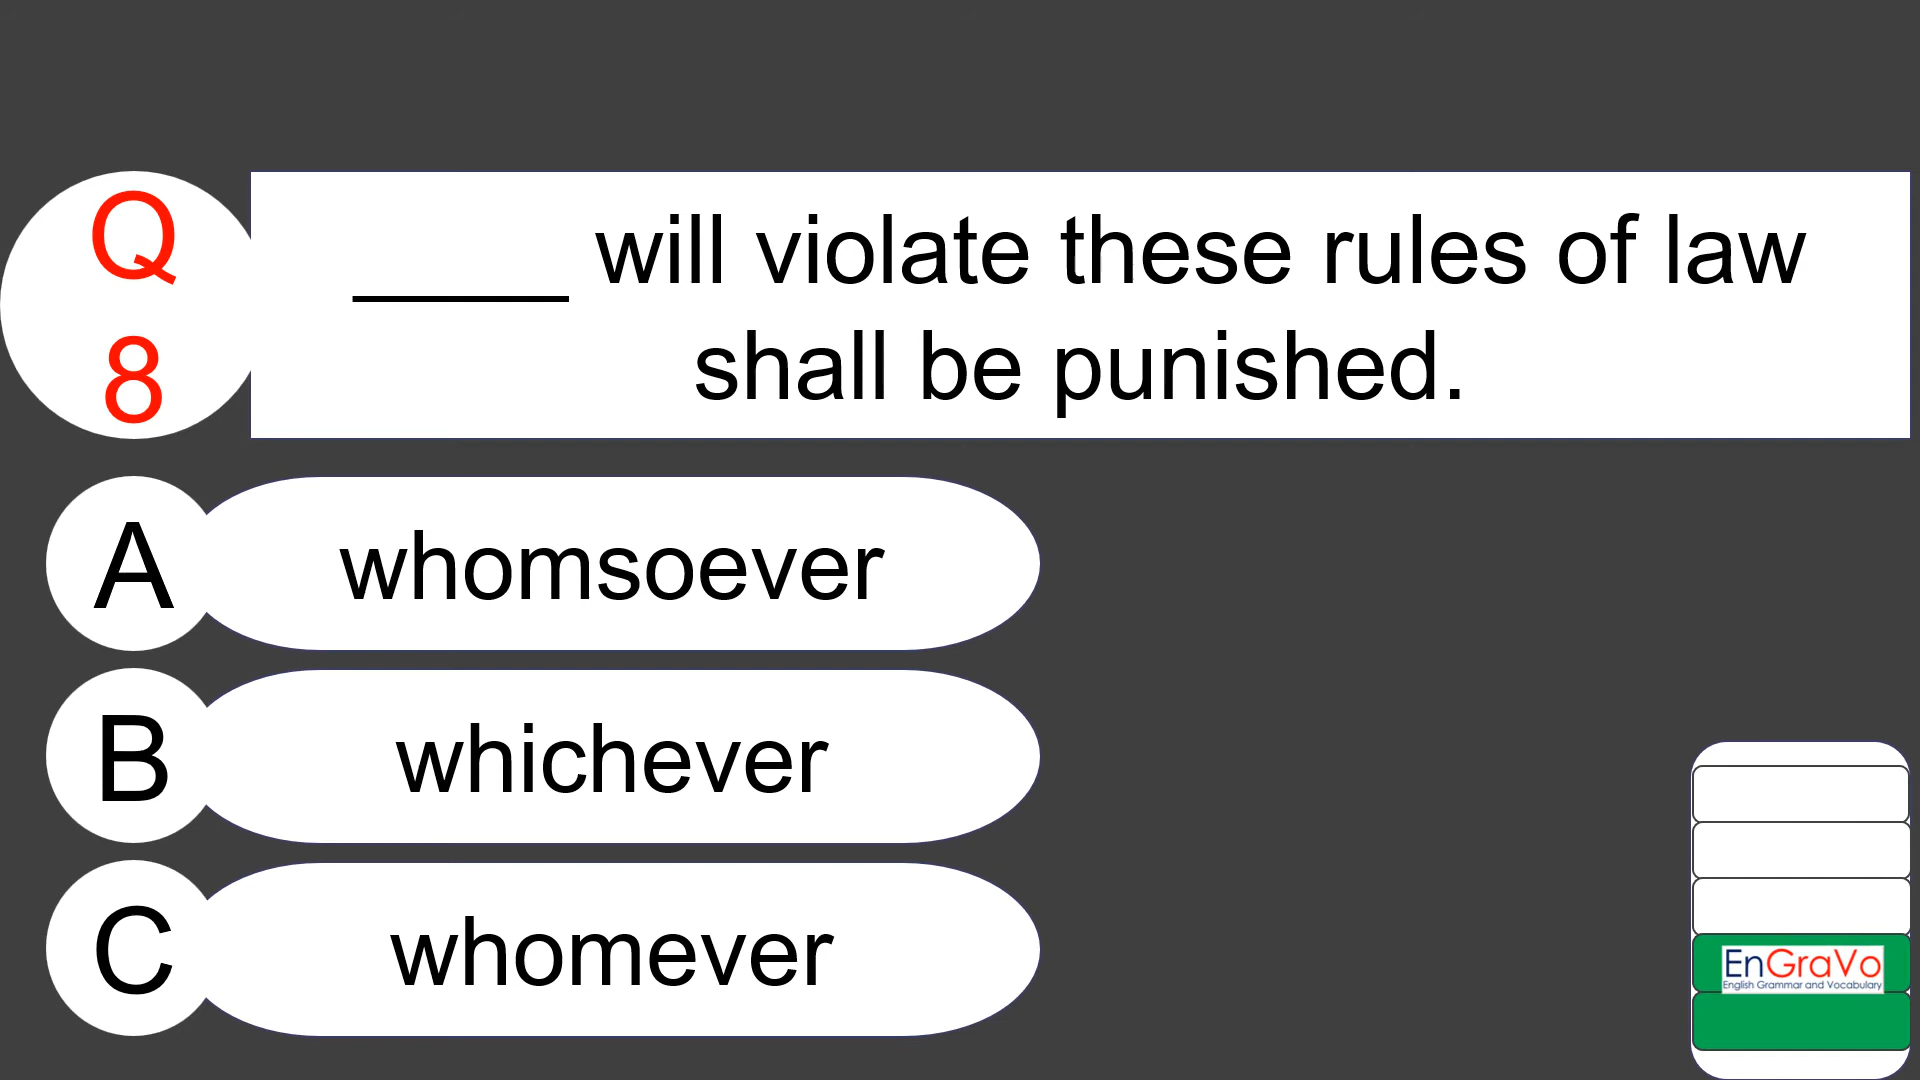 Q
8
____ will violate these rules of law
shall be punished.
A
whomsoever
B
whichever
C
whomever
EnGraVo
English Grammar and Vocabulary